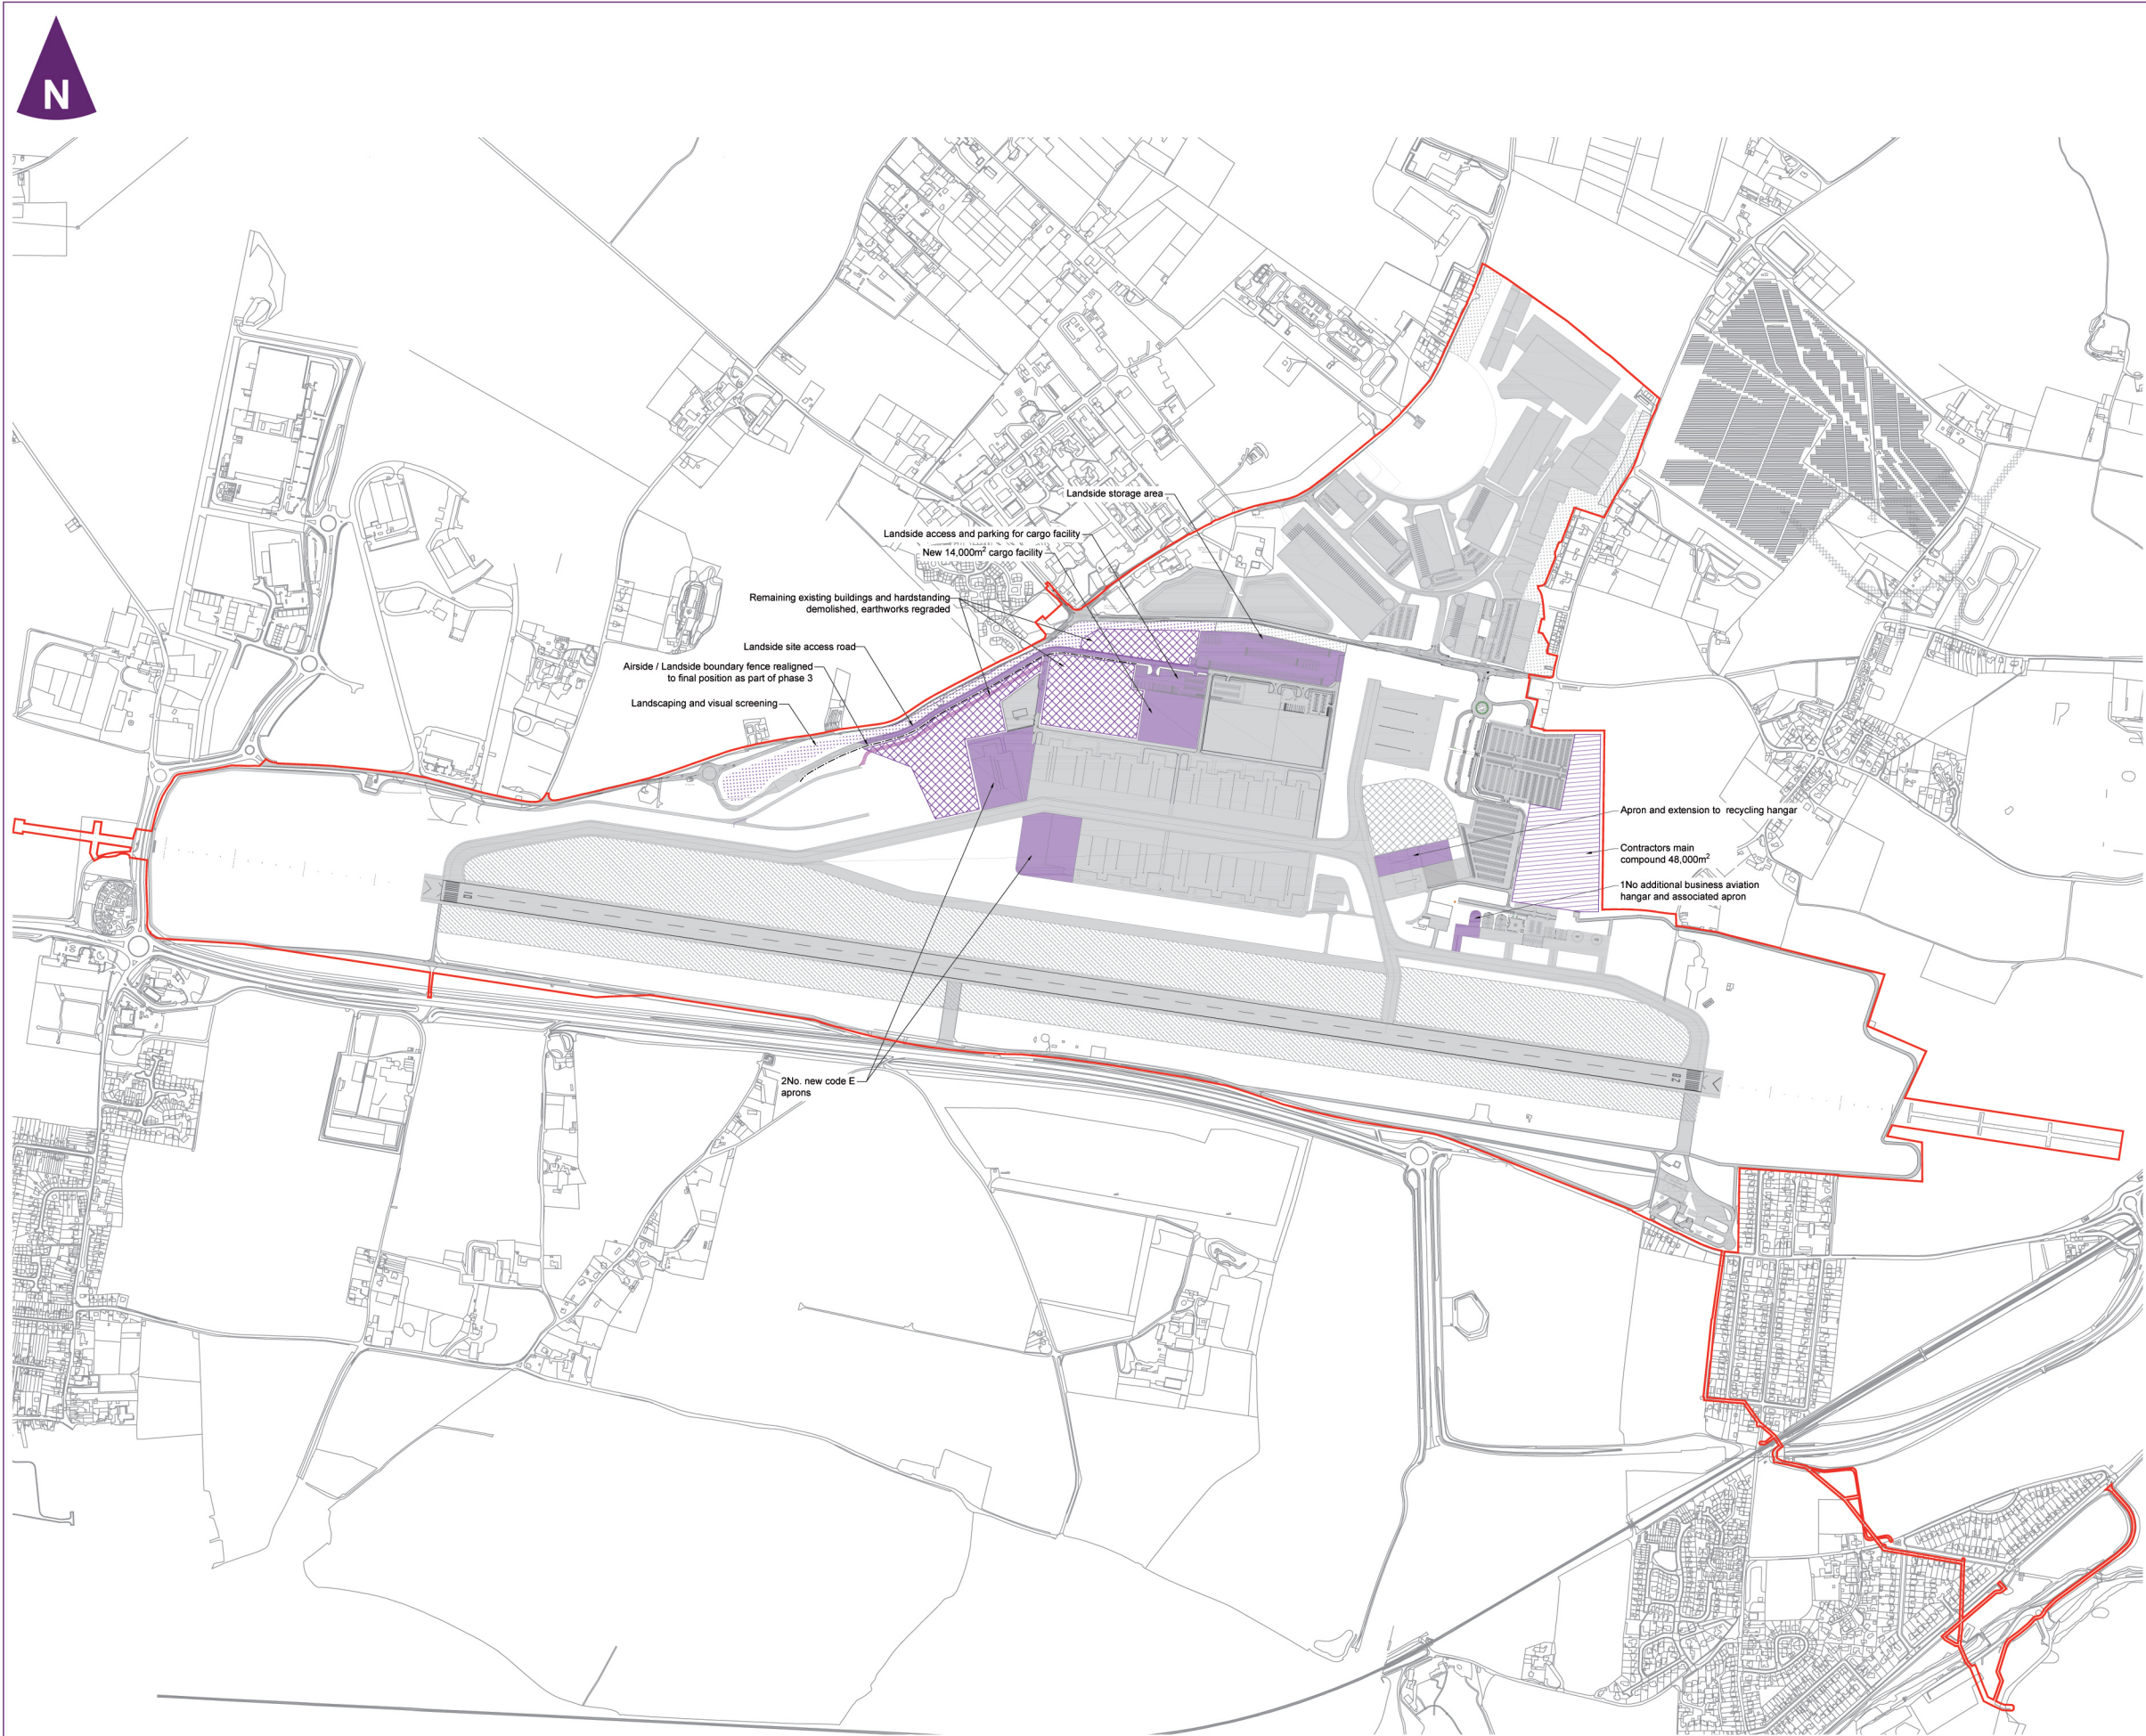 N
Landside storage area
Landside access and parking for cargo facility
New 14,000m² cargo facility
Remaining existing buildings and hardstanding
demolished, earthworks regraded
Landside site access road
Airside / Landside boundary fence realigned
to final position as part of phase 3
Landscaping and visual screening
Apron and extension to recycling hangar
Contractors main
compound 48,000m²
1No additional business aviation
hangar and associated apron
2No. new code E
aprons
10
28